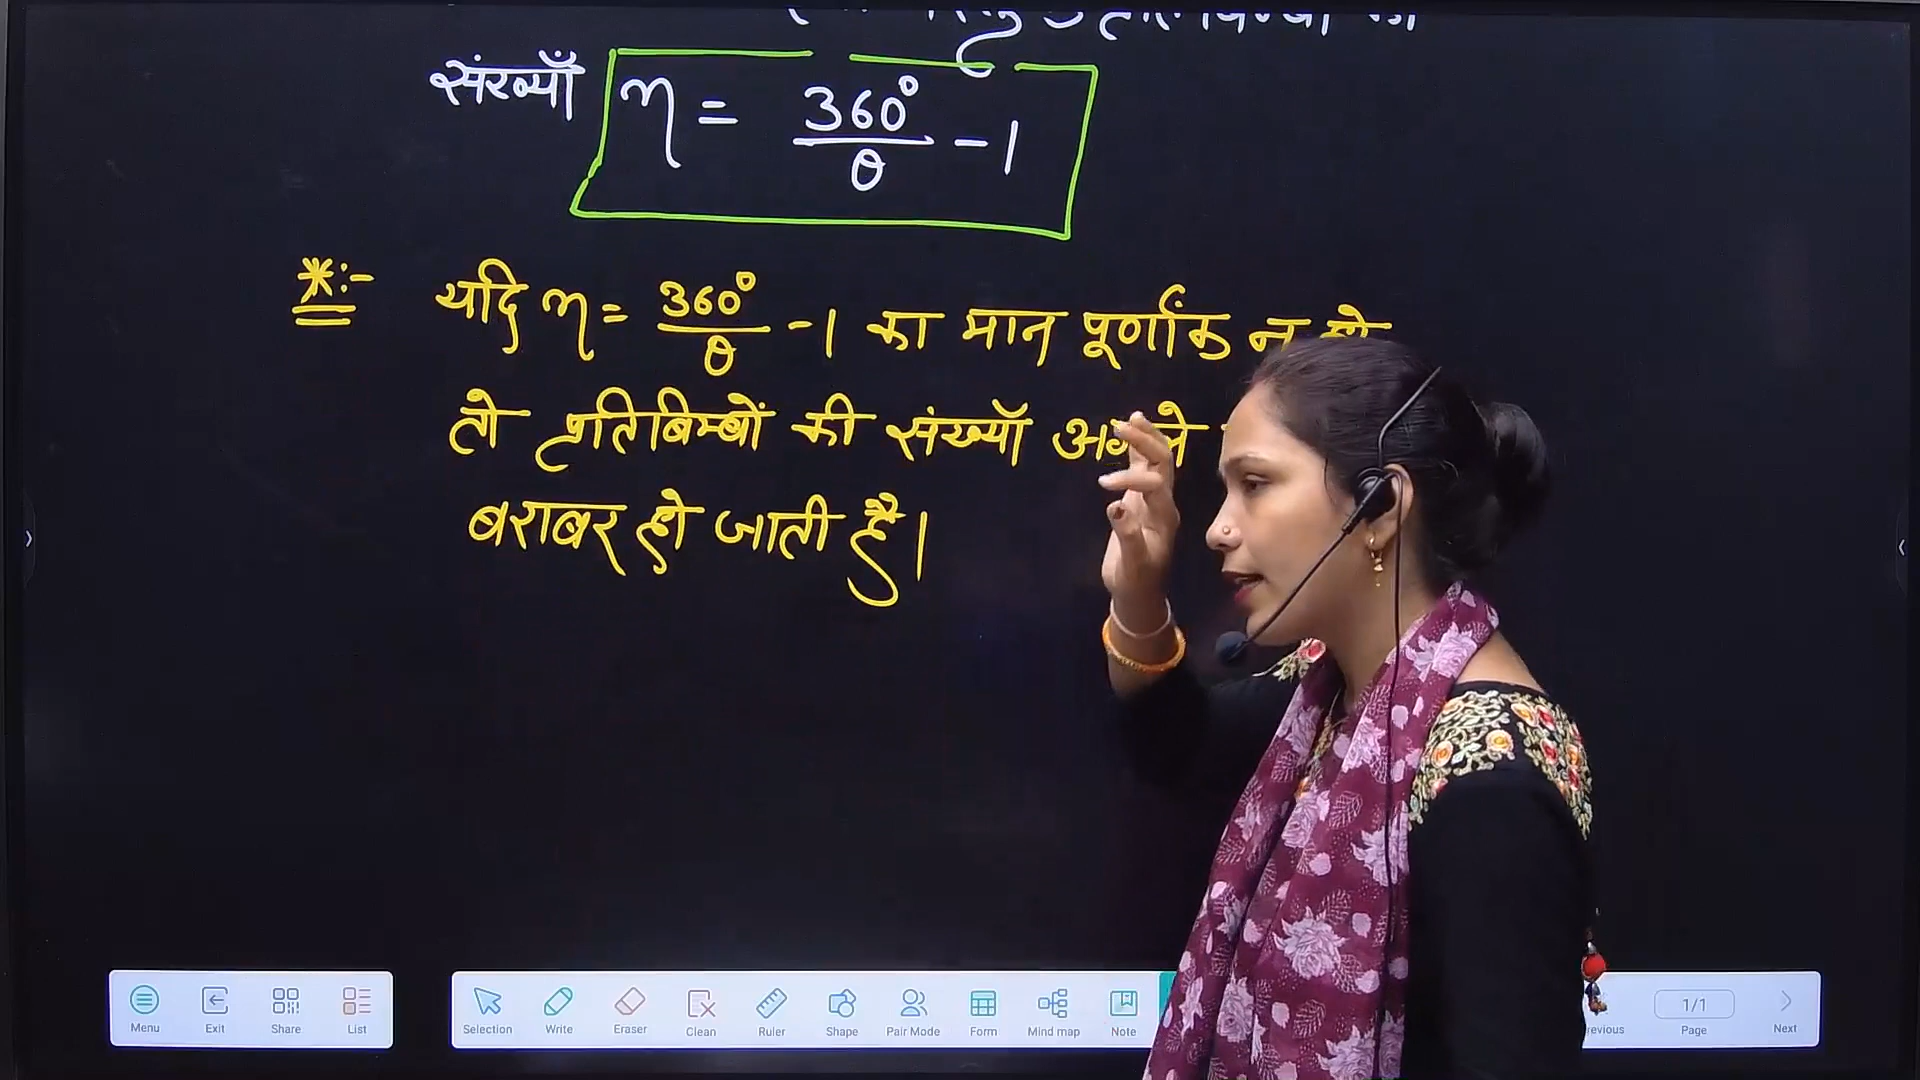 संख्याँ η = 360°/θ - 1
*:- यदि η = 360°/θ - 1 का मान पूर्णांक न हो
तो प्रतिबिम्बों की संख्याँ अगले
बराबर हो जाती है।
Menu Exit Share List Selection Write Eraser Clean Ruler Shape Pair Mode Form Mind map Note 1/1 Page Next